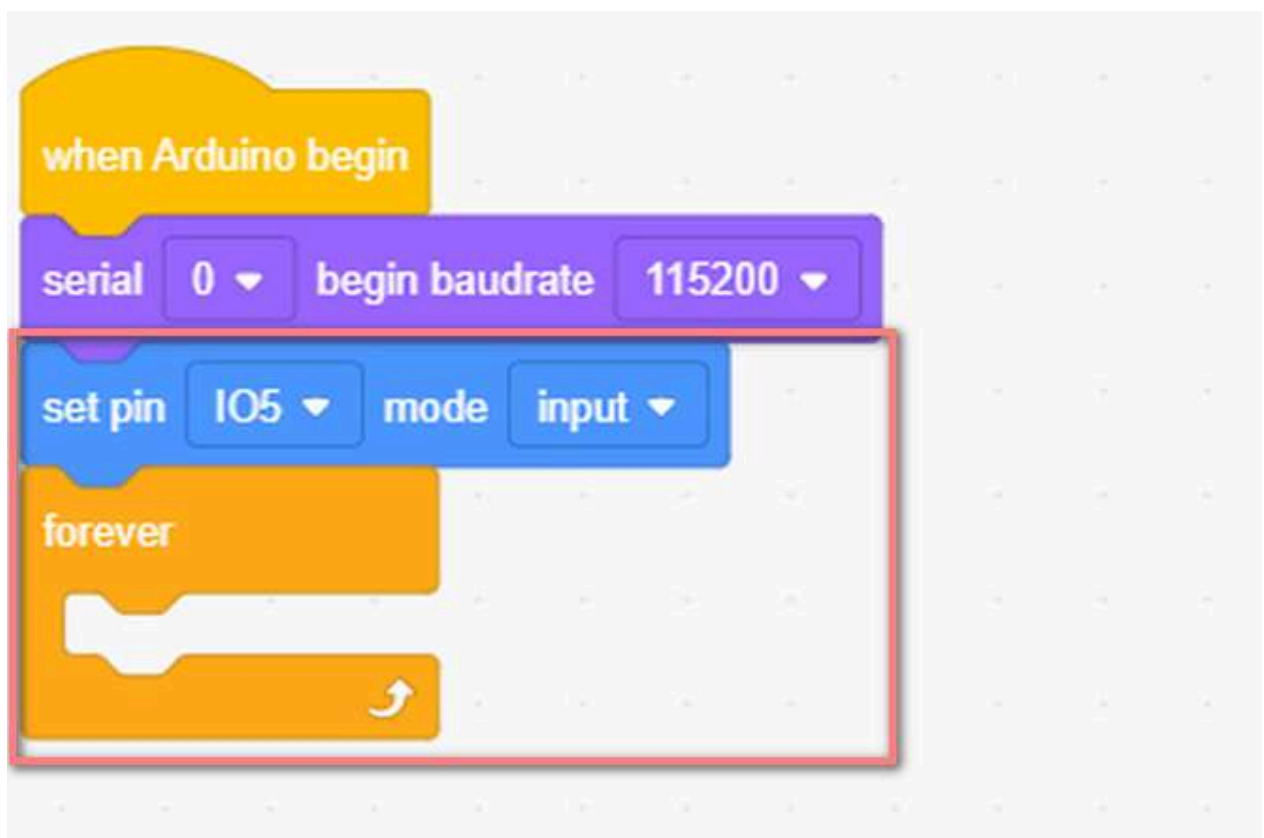 when Arduino begin
serial 0 begin baudrate 115200
set pin IO5 mode input
forever